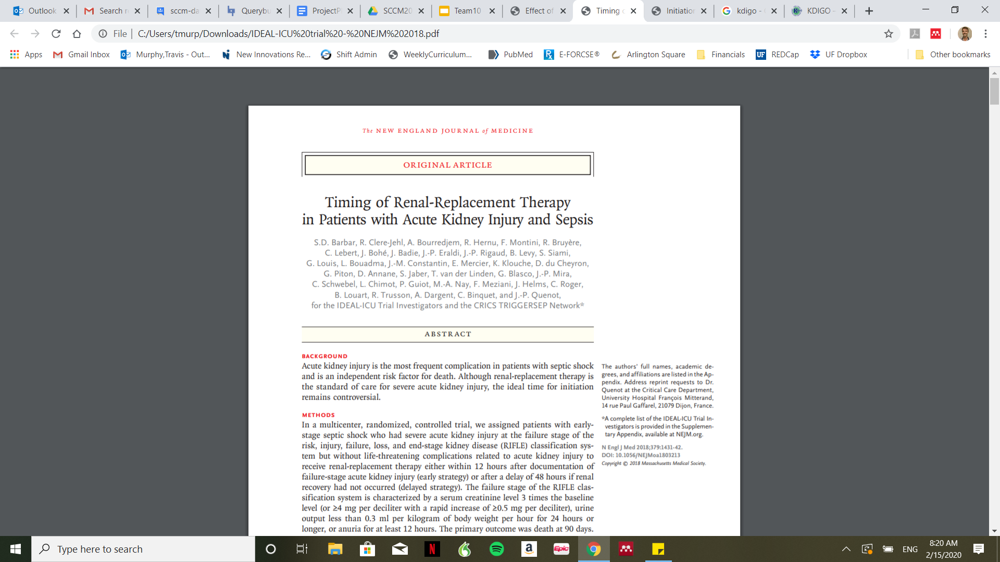 Outlook
Search r
sccm-da
Querybu
ProjectP
SCCM20
Team10
Effect of
Timing
Initiation
kdigo -
KDIGO -
File
C:/Users/tmurp/Downloads/IDEAL-ICU%20trial%20-%20NEJM%202018.pdf
Apps
Gmail Inbox
Murphy,Travis - Out...
New Innovations Re...
Shift Admin
WeeklyCurriculum...
PubMed
E-FORCSE®
Arlington Square
Financials
UF REDCap
UF Dropbox
Other bookmarks
The NEW ENGLAND JOURNAL of MEDICINE
ORIGINAL ARTICLE
Timing of Renal-Replacement Therapy
in Patients with Acute Kidney Injury and Sepsis
S.D. Barbar, R. Clere-Jehl, A. Bourredjem, R. Hernu, F. Montini, R. Bruyère,
C. Lebert, J. Bohé, J. Badie, J.-P. Eraldi, J.-P. Rigaud, B. Levy, S. Siami,
G. Louis, L. Bouadma, J.-M. Constantin, E. Mercier, K. Klouche, D. du Cheyron,
G. Piton, D. Annane, S. Jaber, T. van der Linden, G. Blasco, J.-P. Mira,
C. Schwebel, L. Chimot, P. Guiot, M.-A. Nay, F. Meziani, J. Helms, C. Roger,
B. Louart, R. Trusson, A. Dargent, C. Binquet, and J.-P. Quenot,
for the IDEAL-ICU Trial Investigators and the CRICS TRIGGERSEP Network*
ABSTRACT
BACKGROUND
Acute kidney injury is the most frequent complication in patients with septic shock
and is an independent risk factor for death. Although renal-replacement therapy is
the standard of care for severe acute kidney injury, the ideal time for initiation
remains controversial.
METHODS
In a multicenter, randomized, controlled trial, we assigned patients with early-
stage septic shock who had severe acute kidney injury at the failure stage of the
risk, injury, failure, loss, and end-stage kidney disease (RIFLE) classification sys-
tem but without life-threatening complications related to acute kidney injury to
receive renal-replacement therapy either within 12 hours after documentation of
failure-stage acute kidney injury (early strategy) or after a delay of 48 hours if renal
recovery had not occurred (delayed strategy). The failure stage of the RIFLE clas-
sification system is characterized by a serum creatinine level 3 times the baseline
level (or ≥4 mg per deciliter with a rapid increase of ≥0.5 mg per deciliter), urine
output less than 0.3 ml per kilogram of body weight per hour for 24 hours or
longer, or anuria for at least 12 hours. The primary outcome was death at 90 days.
The authors' full names, academic de-
grees, and affiliations are listed in the Ap-
pendix. Address reprint requests to Dr.
Quenot at the Critical Care Department,
University Hospital François Mitterand,
14 rue Paul Gaffarel, 21079 Dijon, France.
*A complete list of the IDEAL-ICU Trial In-
vestigators is provided in the Supplemen-
tary Appendix, available at NEJM.org.
N Engl J Med 2018;379:1431-42.
DOI: 10.1056/NEJMoa1803213
Copyright © 2018 Massachusetts Medical Society.
Type here to search
N
a
Epic
ENG
8:20 AM
2/15/2020